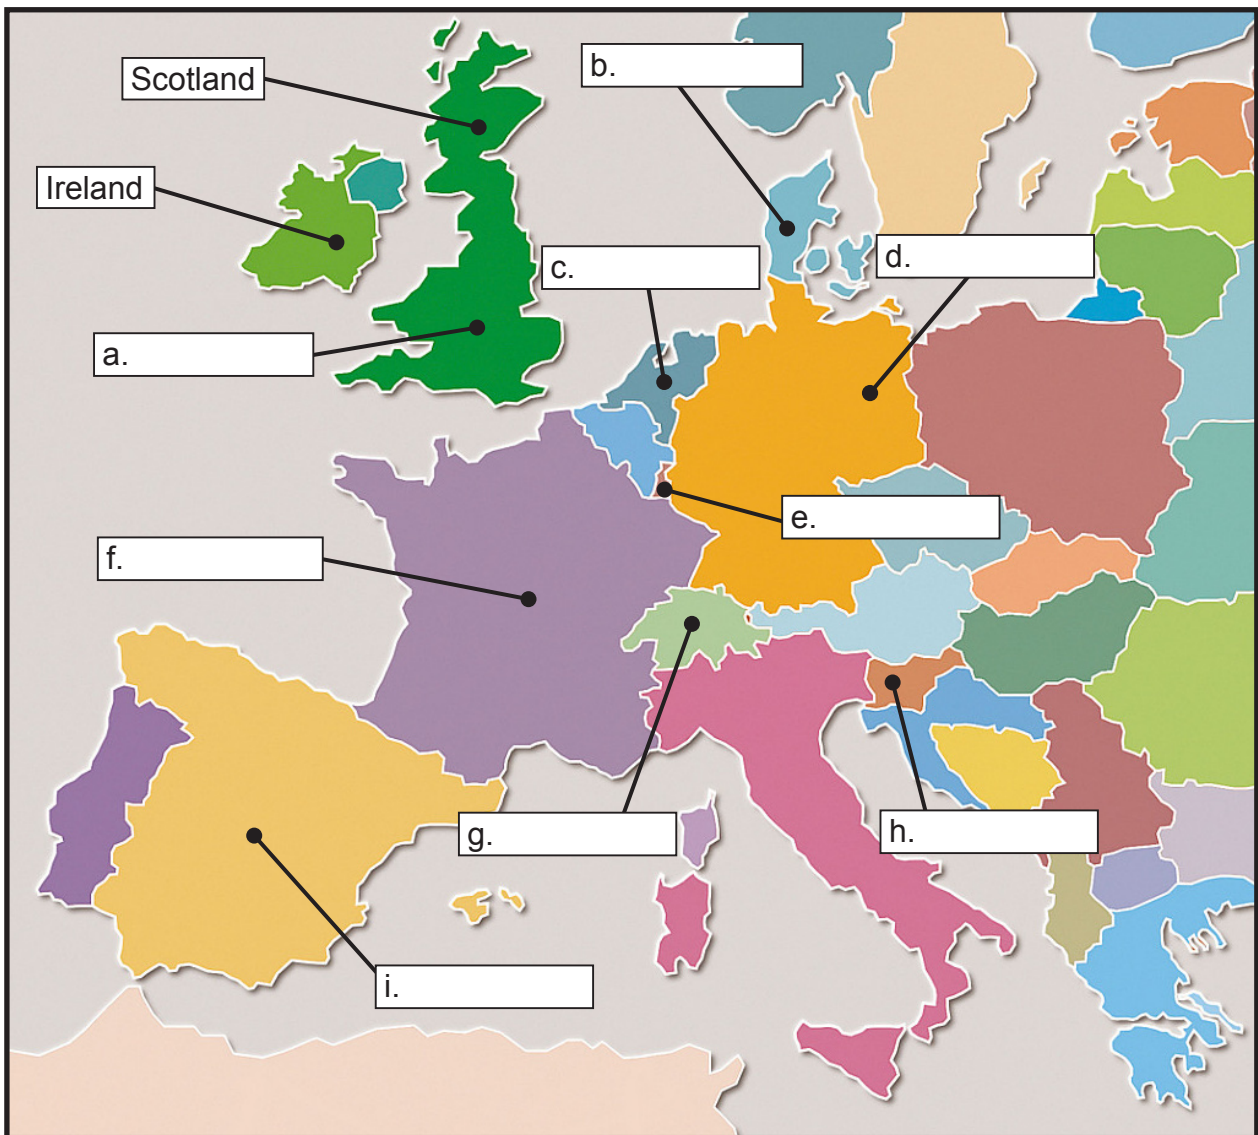 Scotland
b.
Ireland
c.
d.
a.
e.
f.
g.
h.
i.